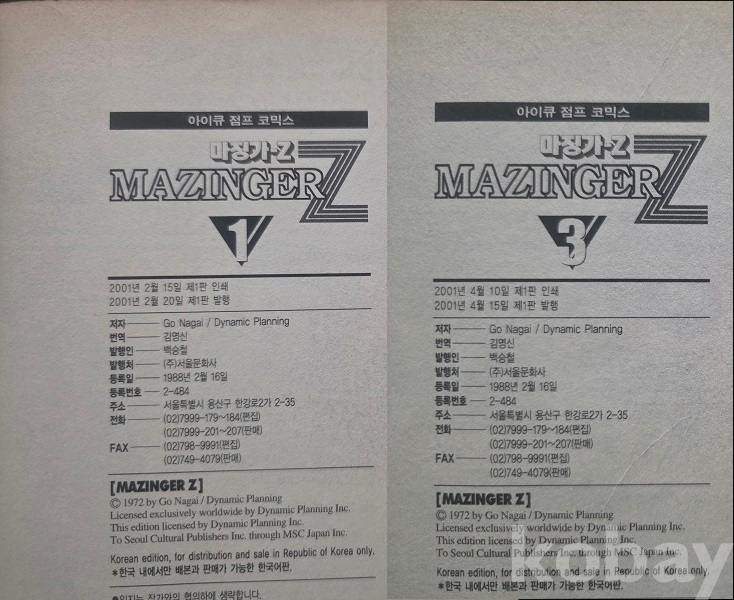 아이큐 점프 코믹스
마징가-Z
MAZINGER Z
1
2001년 2월 15일 제1판 인쇄
2001년 2월 20일 제1판 발행
저자 Go Nagai / Dynamic Planning
번역 김영신
발행인 백승철
발행처 (주)서울문화사
등록일 1988년 2월 16일
등록번호 2-484
주소 서울특별시 용산구 한강로2가 2-35
전화 (02)7999-179~184(편집)
(02)7999-201~207(판매)
FAX (02)798-9991(편집)
(02)749-4079(판매)
[MAZINGER Z]
© 1972 by Go Nagai / Dynamic Planning
Licensed exclusively worldwide by Dynamic Planning Inc.
This edition licensed by Dynamic Planning Inc.
To Seoul Cultural Publishers Inc. through MSC Japan Inc.
Korean edition, for distribution and sale in Republic of Korea only.
*한국 내에서만 배본과 판매가 가능한 한국어판.
●인지는 작가와의 협의하에 생략합니다.
아이큐 점프 코믹스
마징가-Z
MAZINGER Z
3
2001년 4월 10일 제1판 인쇄
2001년 4월 15일 제1판 발행
저자 Go Nagai / Dynamic Planning
번역 김영신
발행인 백승철
발행처 (주)서울문화사
등록일 1988년 2월 16일
등록번호 2-484
주소 서울특별시 용산구 한강로2가 2-35
전화 (02)7999-179~184(편집)
(02)7999-201~207(판매)
FAX (02)798-9991(편집)
(02)749-4079(판매)
[MAZINGER Z]
© 1972 by Go Nagai / Dynamic Planning
Licensed exclusively worldwide by Dynamic Planning Inc.
This edition licensed by Dynamic Planning Inc.
To Seoul Cultural Publishers Inc. through MSC Japan Inc.
Korean edition, for distribution and sale in Republic of Korea only.
*한국 내에서만 배본과 판매가 가능한 한국어판.
kobay